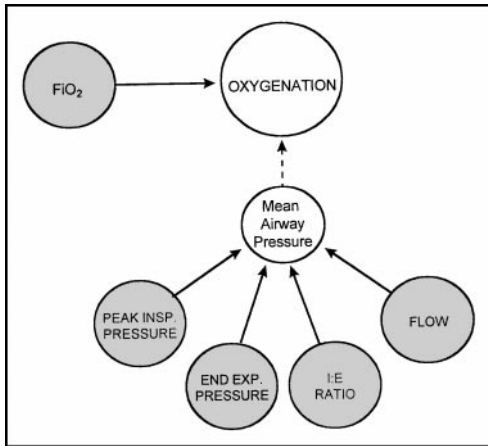 FiO₂
OXYGENATION
Mean
Airway
Pressure
PEAK INSP.
PRESSURE
END EXP.
PRESSURE
I:E
RATIO
FLOW